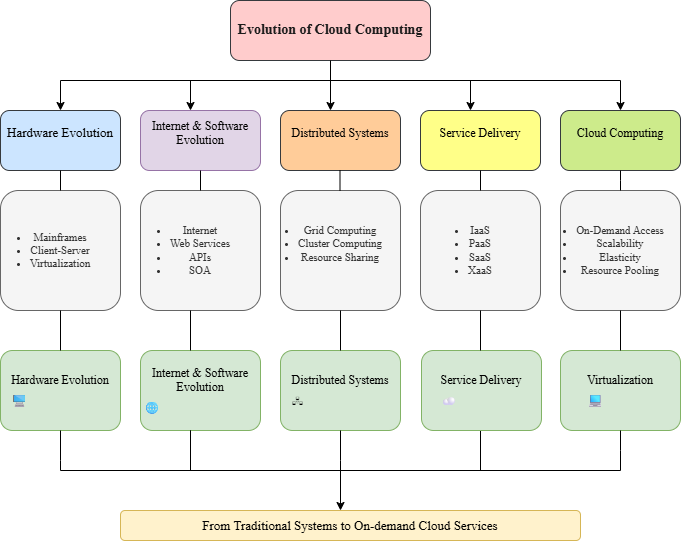 Evolution of Cloud Computing
Hardware Evolution
Internet & Software
Evolution
Distributed Systems
Service Delivery
Cloud Computing
• Mainframes
• Client-Server
• Virtualization
• Internet
• Web Services
• APIs
• SOA
• Grid Computing
• Cluster Computing
• Resource Sharing
• IaaS
• PaaS
• SaaS
• XaaS
• On-Demand Access
• Scalability
• Elasticity
• Resource Pooling
Hardware Evolution
Internet & Software
Evolution
Distributed Systems
Service Delivery
Virtualization
From Traditional Systems to On-demand Cloud Services